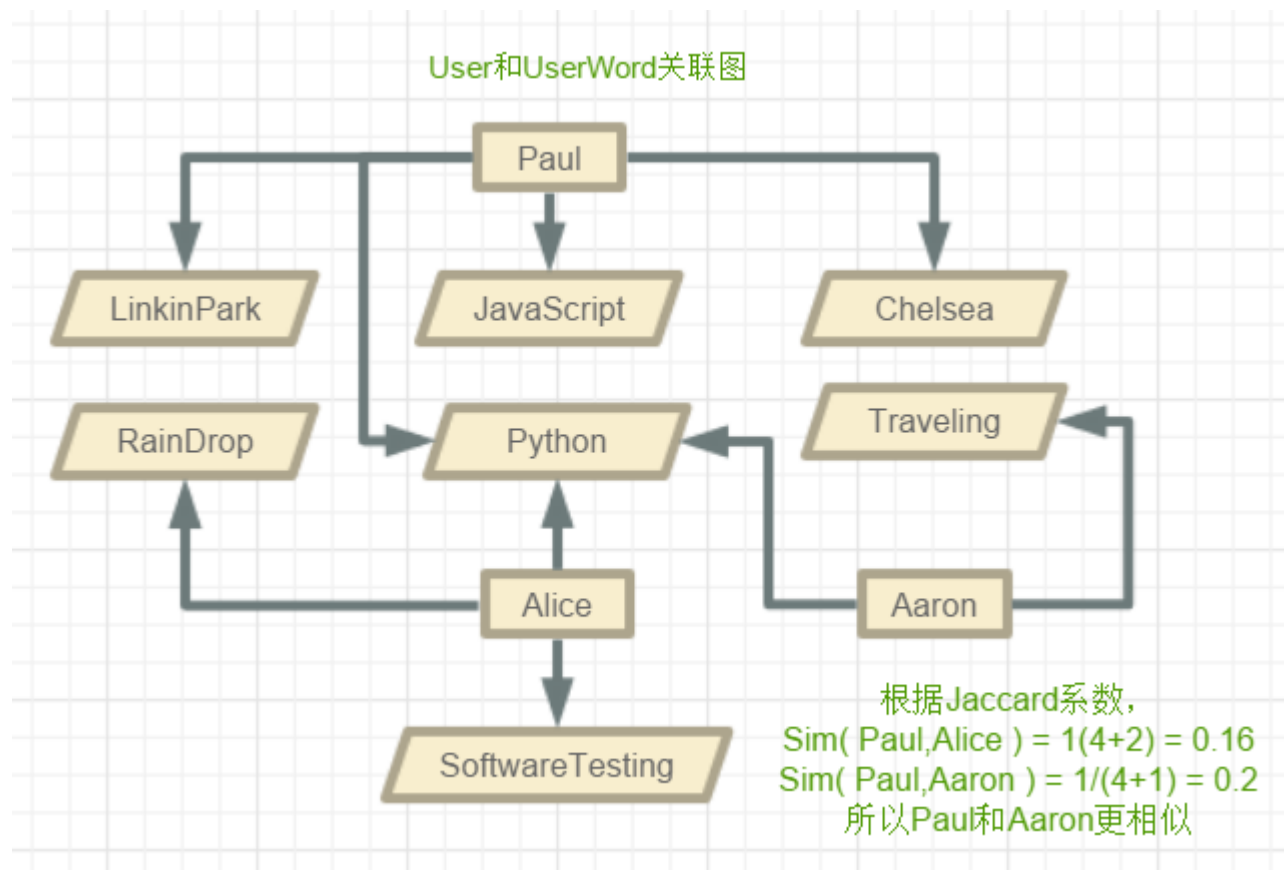 User和UserWord关联图
Paul
LinkinPark
JavaScript
Chelsea
RainDrop
Python
Traveling
Alice
Aaron
SoftwareTesting
根据Jaccard系数，
Sim( Paul,Alice ) = 1(4+2) = 0.16
Sim( Paul,Aaron ) = 1/(4+1) = 0.2
所以Paul和Aaron更相似